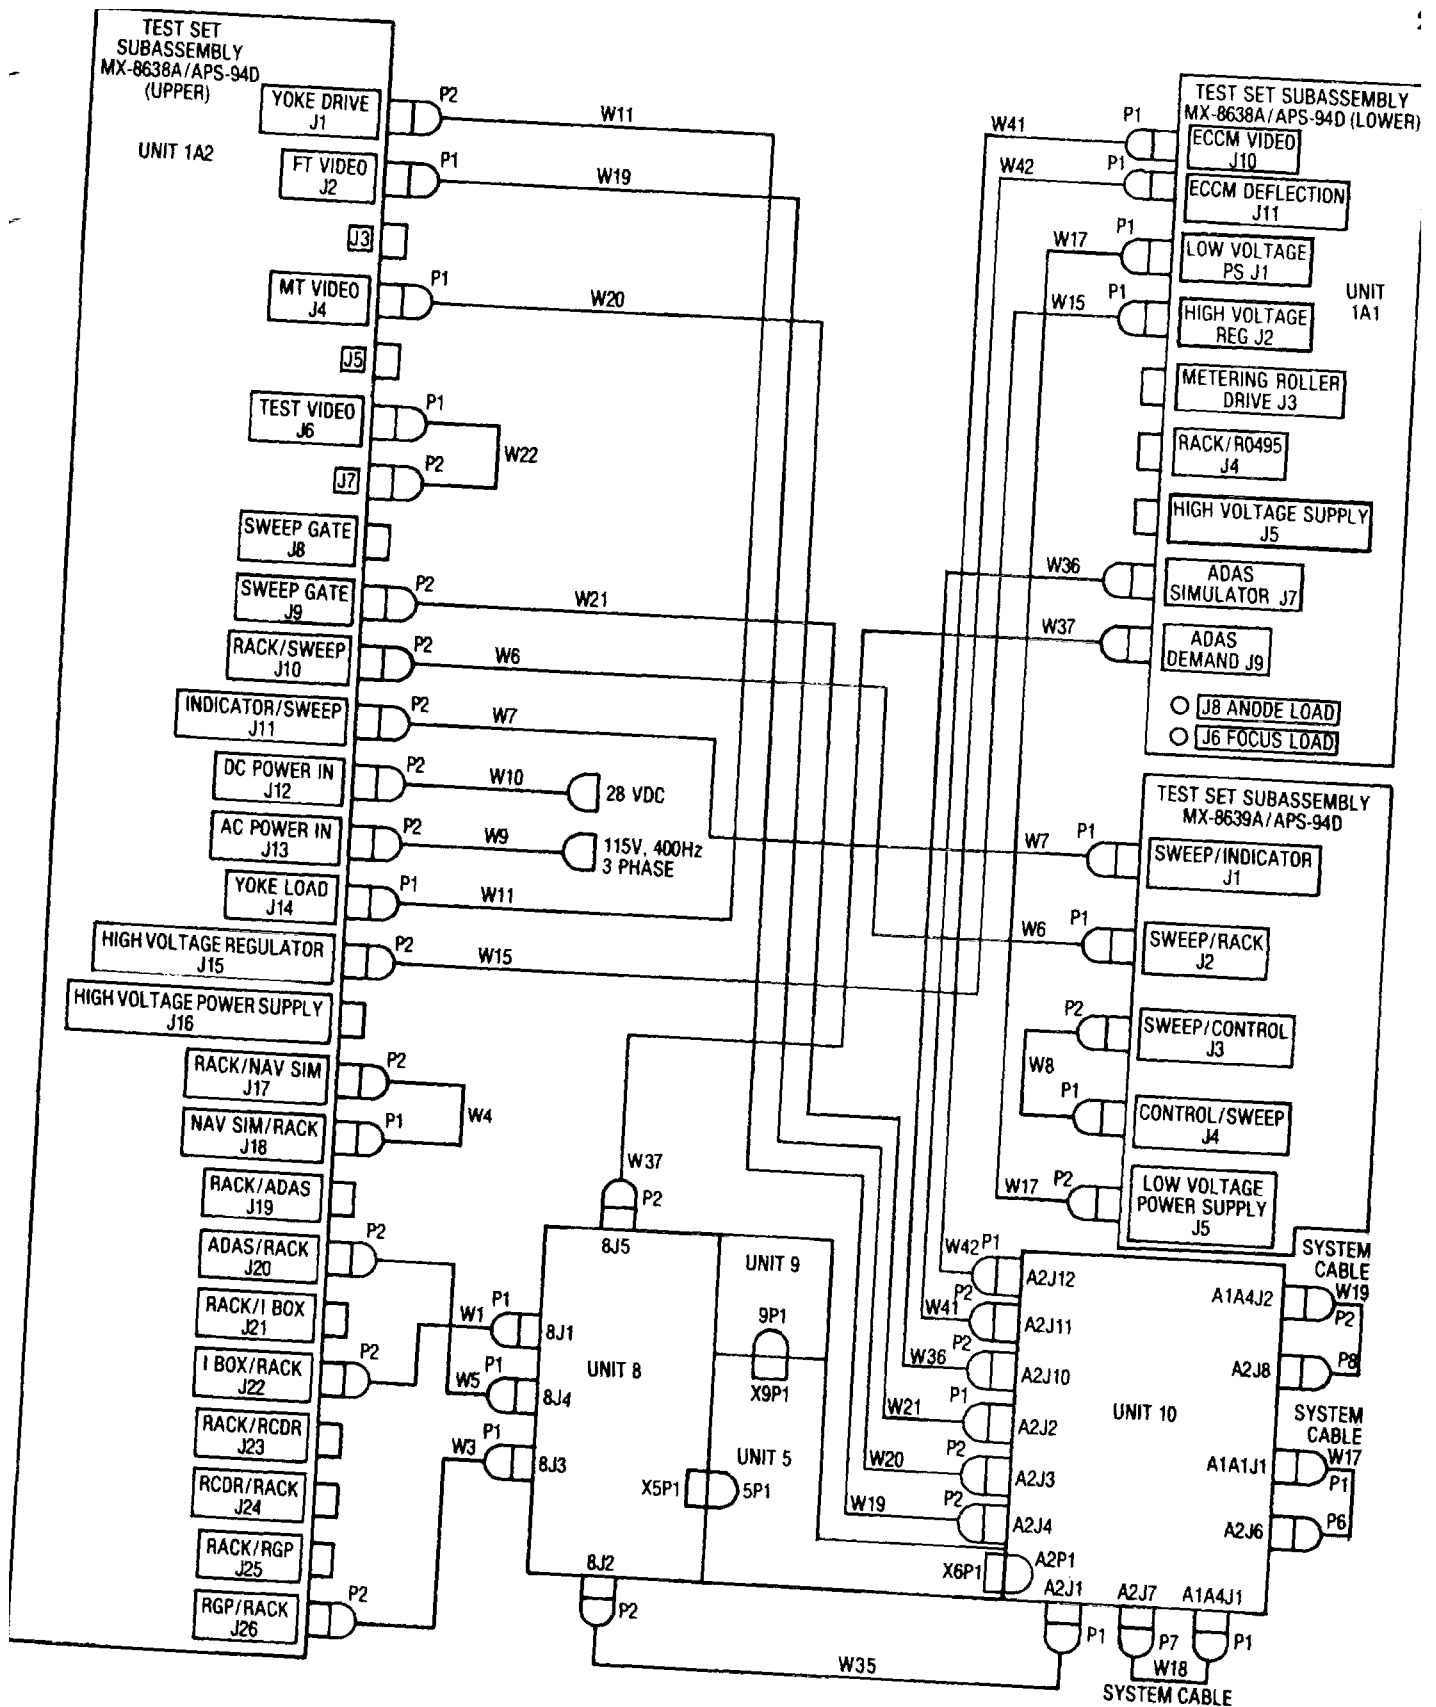 TEST SET
SUBASSEMBLY
MX-8638A/APS-94D
(UPPER)
UNIT 1A2
YOKE DRIVE
J1
P2
W11
FT VIDEO
J2
P1
W19
J3
MT VIDEO
J4
P1
W20
J5
TEST VIDEO
J6
P1
W22
J7
P2
SWEEP GATE
J8
SWEEP GATE
J9
P2
W21
RACK/SWEEP
J10
P2
W6
INDICATOR/SWEEP
J11
P2
W7
DC POWER IN
J12
P2
W10
28 VDC
AC POWER IN
J13
P2
W9
115V, 400Hz
3 PHASE
YOKE LOAD
J14
P1
W11
HIGH VOLTAGE REGULATOR
J15
P2
W15
HIGH VOLTAGE POWER SUPPLY
J16
RACK/NAV SIM
J17
P2
W4
NAV SIM/RACK
J18
P1
RACK/ADAS
J19
ADAS/RACK
J20
P2
RACK/I BOX
J21
I BOX/RACK
J22
P2
RACK/RCDR
J23
RCDR/RACK
J24
RACK/RGP
J25
RGP/RACK
J26
P2
TEST SET SUBASSEMBLY
MX-8638A/APS-94D (LOWER)
UNIT
1A1
W41
P1
ECCM VIDEO
J10
W42
P1
ECCM DEFLECTION
J11
W17
P1
LOW VOLTAGE
PS J1
W15
P1
HIGH VOLTAGE
REG J2
METERING ROLLER
DRIVE J3
RACK/R0495
J4
HIGH VOLTAGE SUPPLY
J5
W36
ADAS
SIMULATOR J7
W37
ADAS
DEMAND J9
J8 ANODE LOAD
J6 FOCUS LOAD
TEST SET SUBASSEMBLY
MX-8639A/APS-94D
W7
P1
SWEEP/INDICATOR
J1
W6
P1
SWEEP/RACK
J2
P2
SWEEP/CONTROL
J3
W8
P1
CONTROL/SWEEP
J4
W17
P2
LOW VOLTAGE
POWER SUPPLY
J5
W37
P2
8J5
W1
P1
8J1
W5
P1
8J4
W3
P1
8J3
UNIT 8
8J2
P2
UNIT 9
9P1
X9P1
UNIT 5
X5P1
5P1
W35
W42
P1
A2J12
W41
P2
A2J11
W36
P2
A2J10
W21
P1
A2J2
W20
P2
A2J3
W19
P2
A2J4
X6P1
A2P1
UNIT 10
SYSTEM
CABLE
W19
A1A4J2
P2
A2J8
P8
SYSTEM
CABLE
W17
A1A1J1
P1
A2J6
P6
A2J1
P1
A2J7
P7
A1A4J1
P1
W18
SYSTEM CABLE